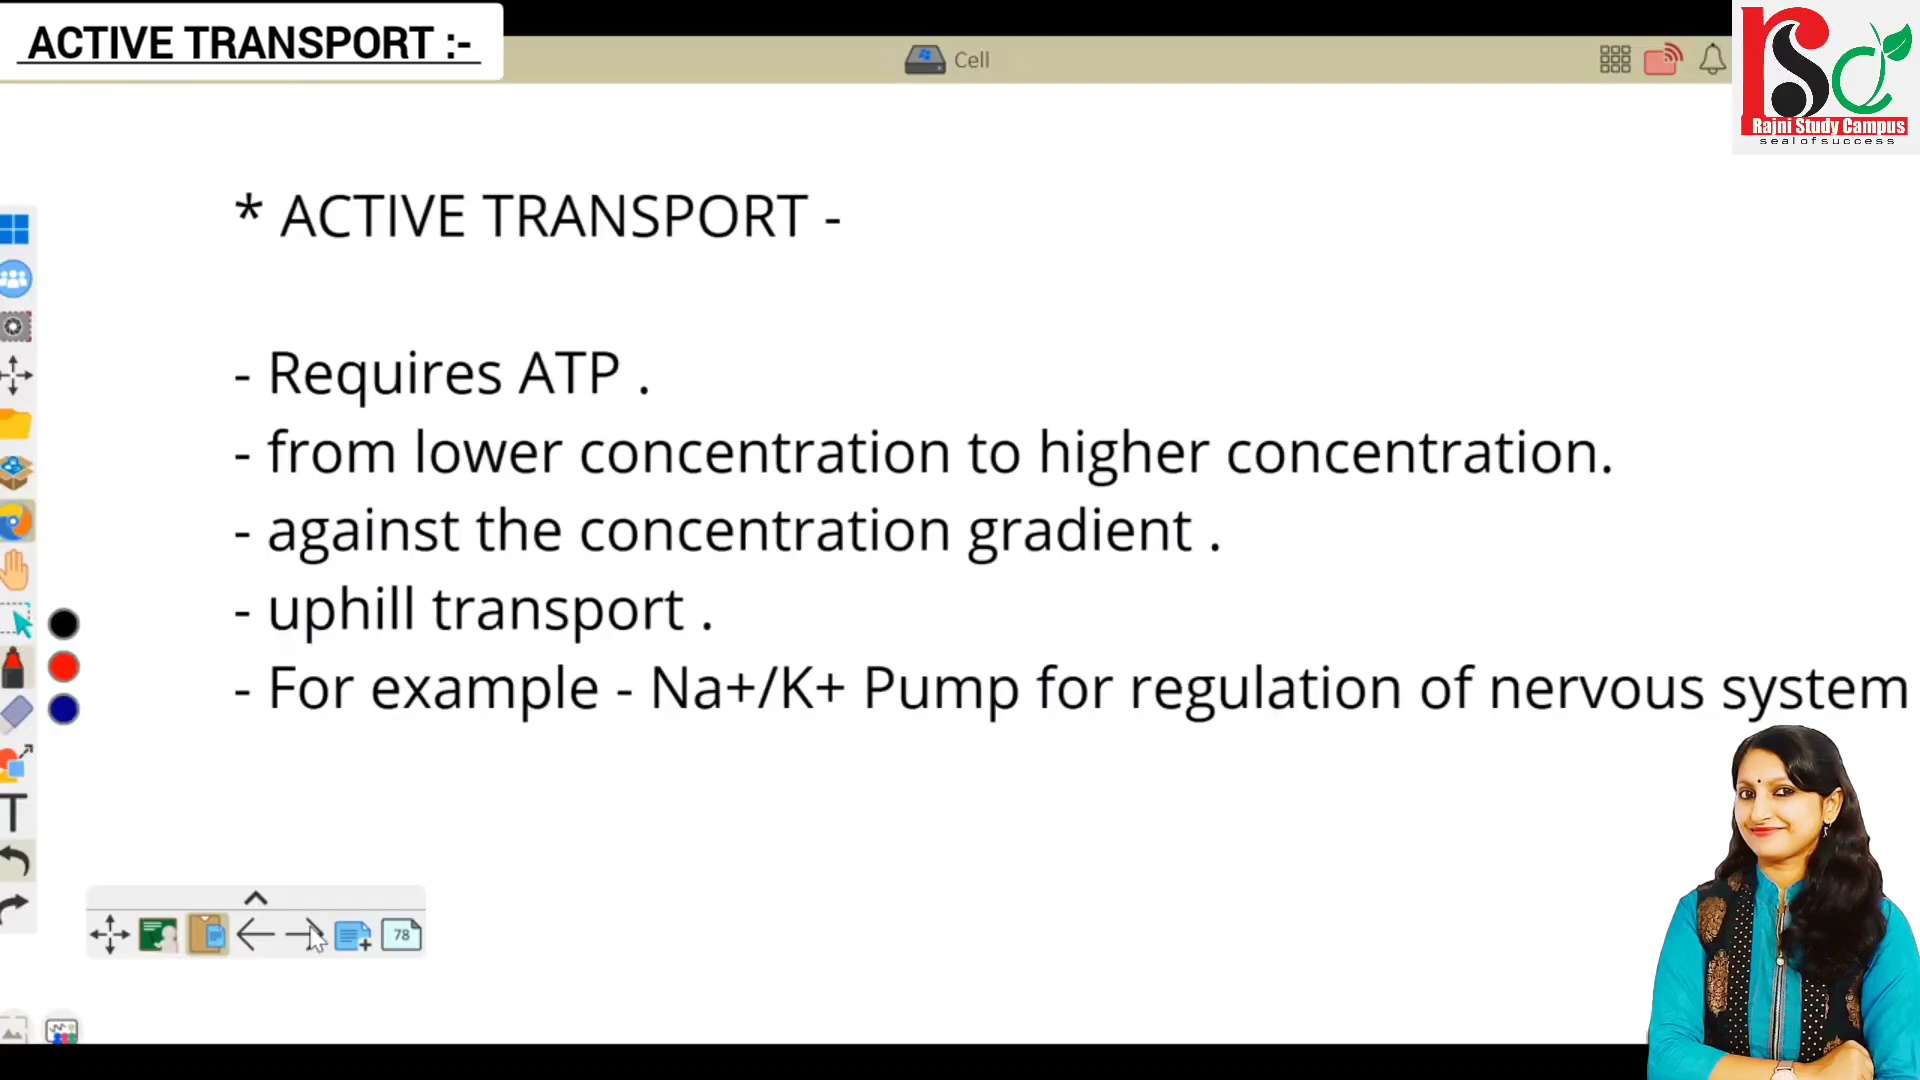 ACTIVE TRANSPORT :-
Cell
Rajni Study Campus
seal of success
* ACTIVE TRANSPORT -
- Requires ATP .
- from lower concentration to higher concentration.
- against the concentration gradient .
- uphill transport .
- For example - Na+/K+ Pump for regulation of nervous system
78